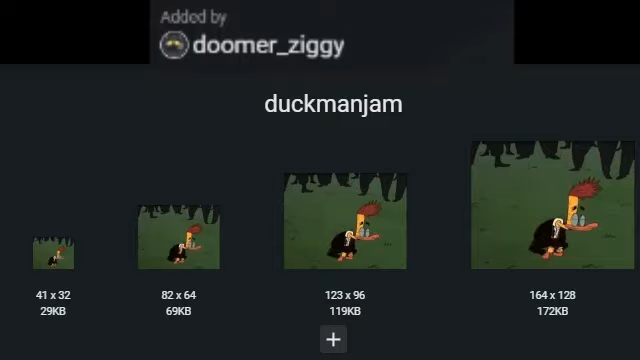 Added by
doomer_ziggy
duckmanjam
41 x 32
29KB
82 x 64
69KB
123 x 96
119KB
164 x 128
172KB
+